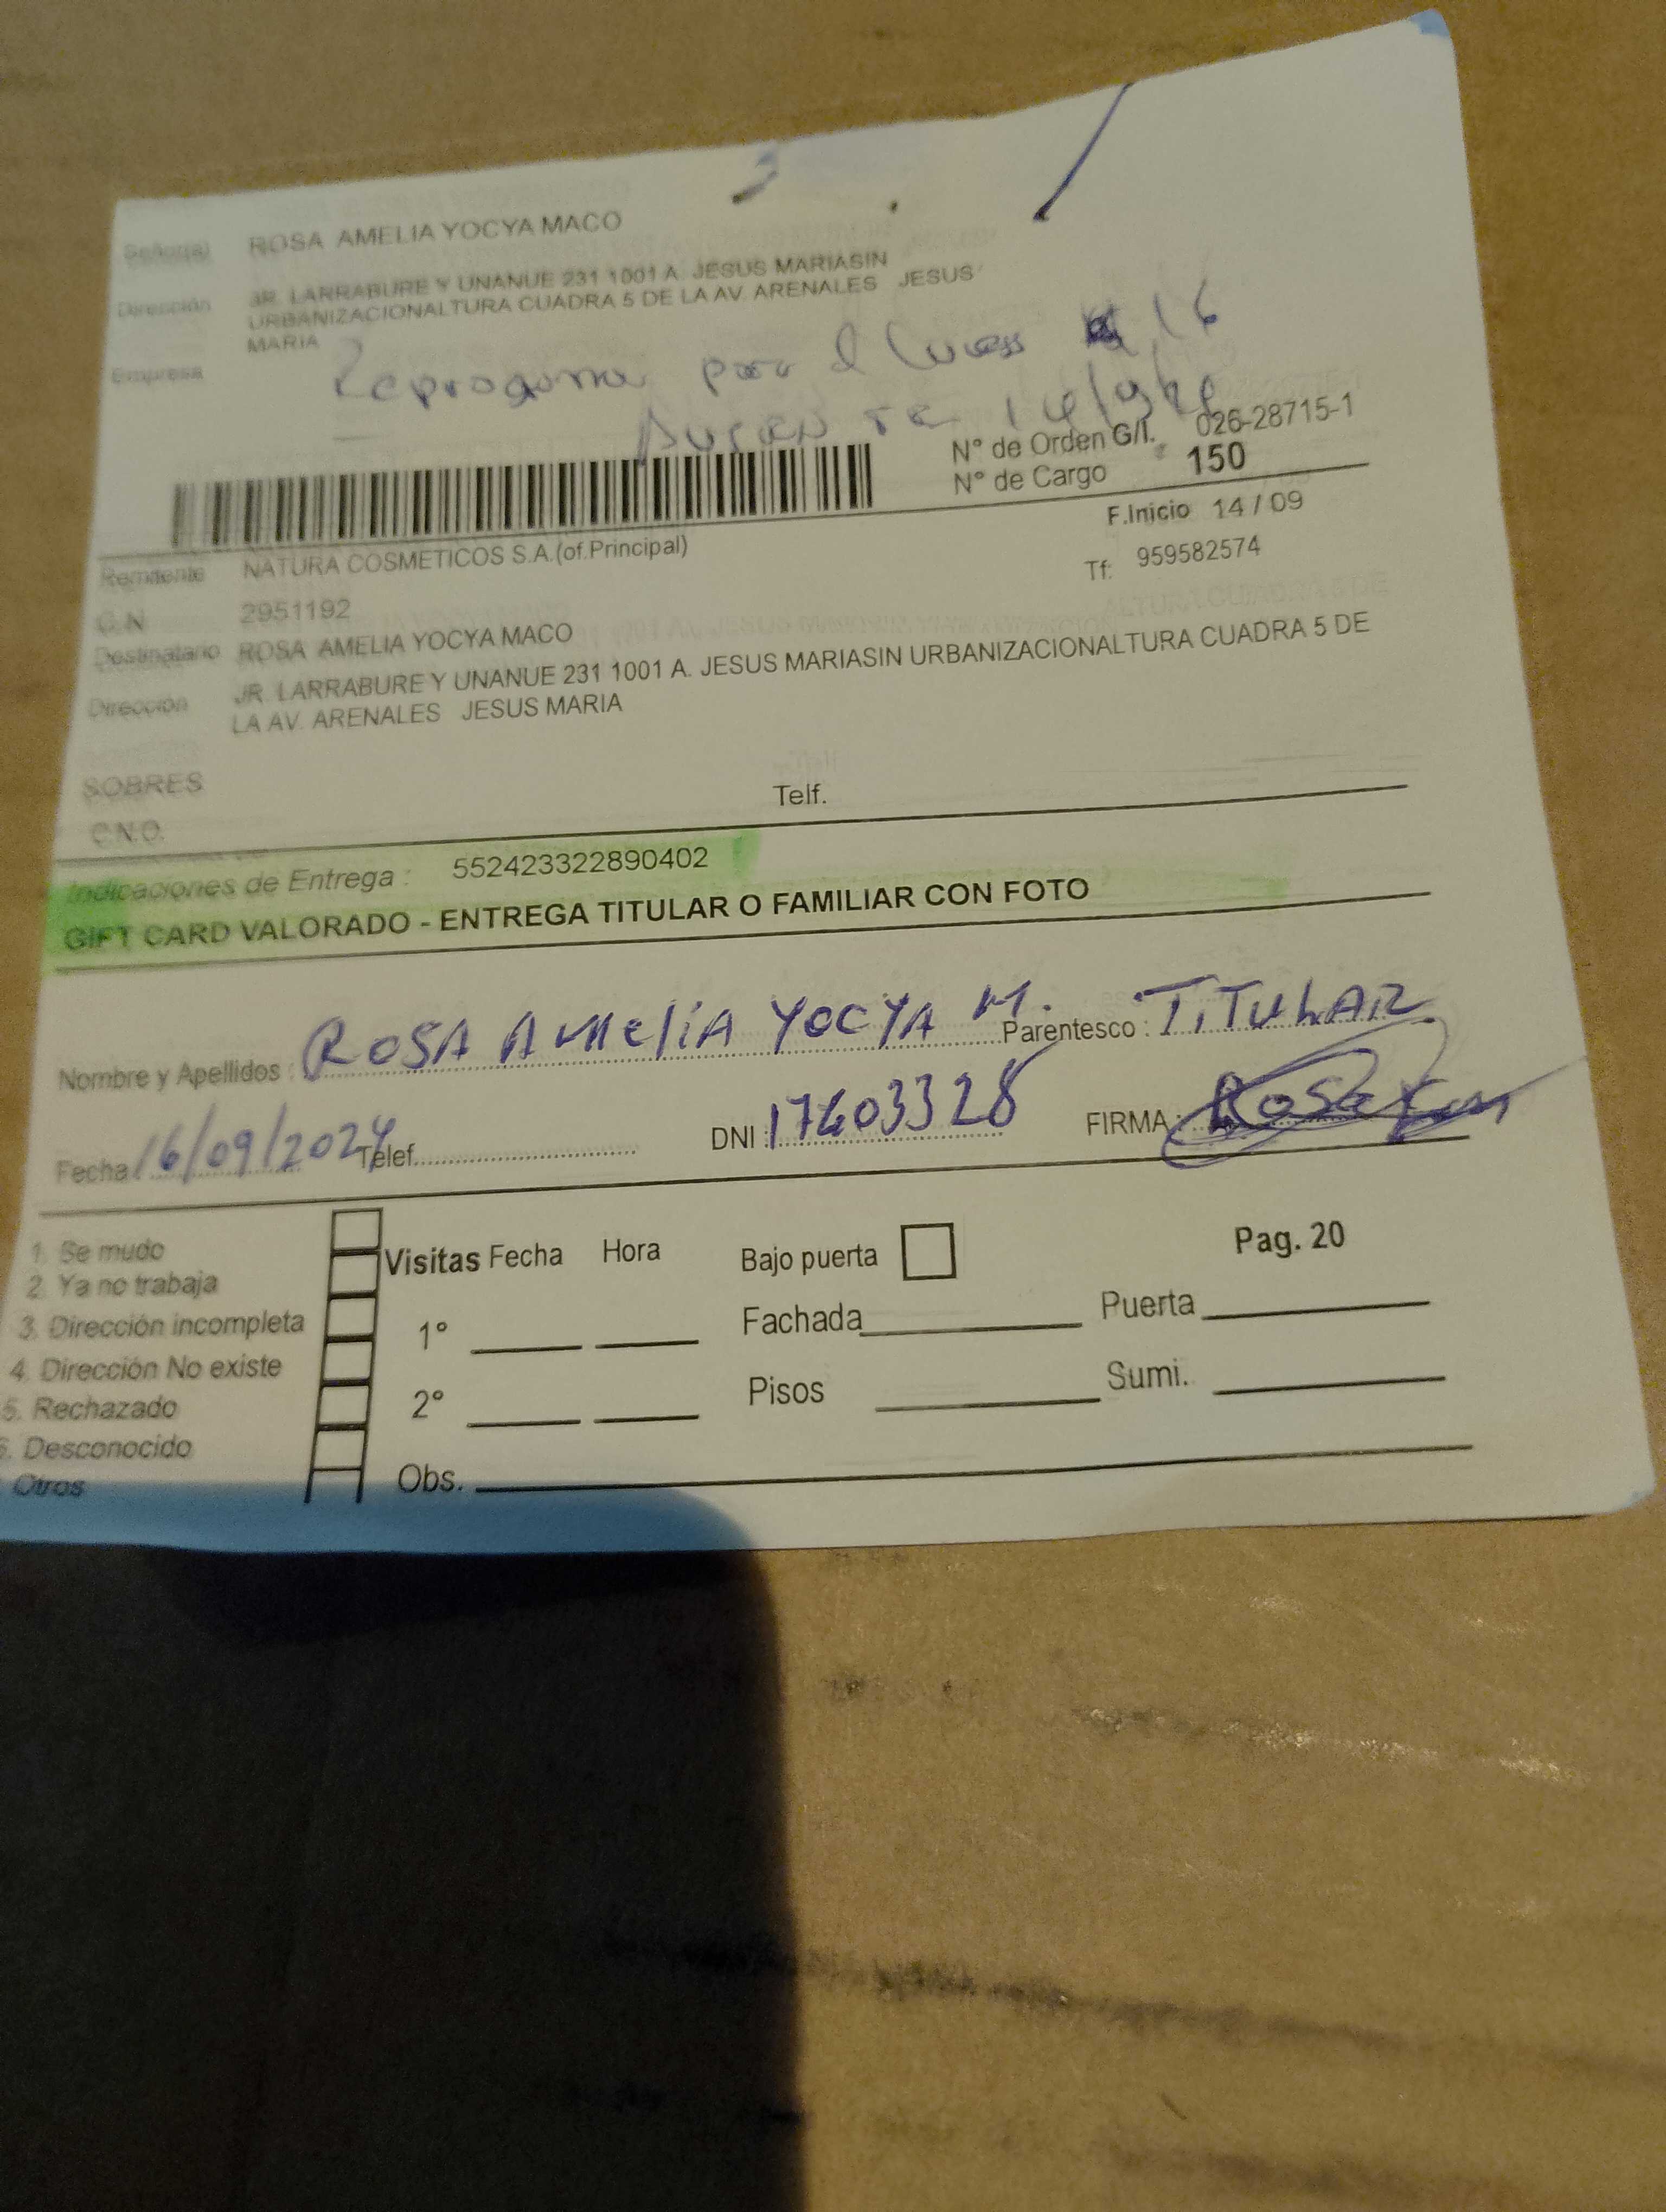 Señor(a) ROSA AMELIA YOCYA MACO
Dirección JR. LARRABURE Y UNANUE 231 1001 A. JESUS MARIASIN
URBANIZACIONALTURA CUADRA 5 DE LA AV. ARENALES JESUS
MARIA
Empresa
Reprograma para el lunes 16
N° de Orden G/I. 026-28715-1
N° de Cargo 150
F.Inicio 14 / 09
Remitente NATURA COSMETICOS S.A.(of.Principal)
Tf: 959582574
C.N. 2951192
Destinatario ROSA AMELIA YOCYA MACO
Dirección JR. LARRABURE Y UNANUE 231 1001 A. JESUS MARIASIN URBANIZACIONALTURA CUADRA 5 DE
LA AV. ARENALES JESUS MARIA
SOBRES
Telf.
C.N.O.
Indicaciones de Entrega : 552423322890402
GIFT CARD VALORADO - ENTREGA TITULAR O FAMILIAR CON FOTO
Nombre y Apellidos : ROSA AMELIA YOCYA M. Parentesco : TITULAR
Fecha 16/09/2024 Telef. DNI : 17603328 FIRMA :
1. Se mudo
2. Ya no trabaja
3. Dirección incompleta
4. Dirección No existe
5. Rechazado
6. Desconocido
Otros
Visitas Fecha Hora Bajo puerta Pag. 20
1° Fachada Puerta
2° Pisos Sumi.
Obs.